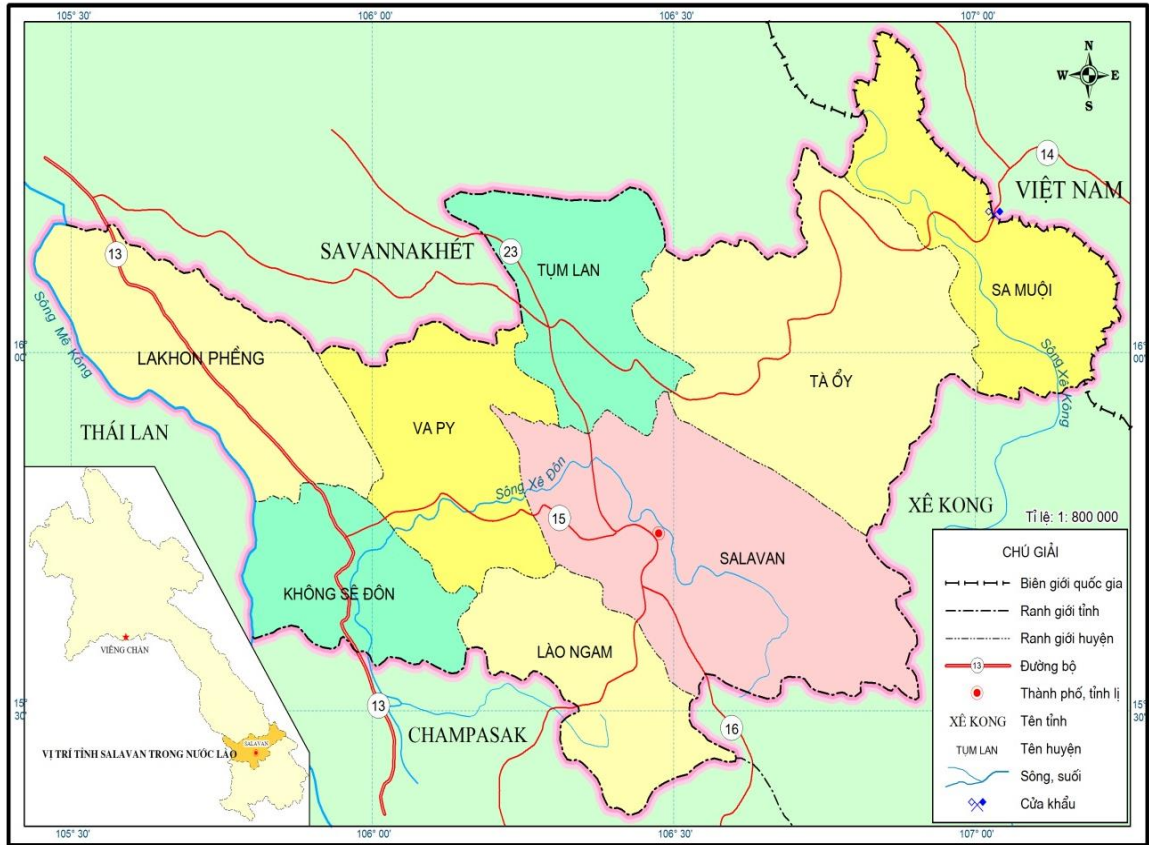 105° 30'
106° 00'
106° 30'
107° 00'
N
W
E
S
14
VIỆT NAM
13
SAVANNAKHÉT
23
TỤM LAN
SA MUỘI
Sông Mê Kông
LAKHON PHỀNG
16°
00'
16°
00'
Sông Xê Kông
TÀ ỔY
VA PY
THÁI LAN
Sông Xê Đôn
XÊ KONG
15
SALAVAN
KHÔNG SÊ ĐÔN
LÀO NGAM
13
CHAMPASAK
16
15°
30'
15°
30'
VIÊNG CHĂN
SALAVAN
VỊ TRÍ TỈNH SALAVAN TRONG NƯỚC LÀO
Tỉ lệ: 1: 800 000
CHÚ GIẢI
Biên giới quốc gia
Ranh giới tỉnh
Ranh giới huyện
13 Đường bộ
Thành phố, tỉnh lị
XÊ KONG Tên tỉnh
TỤM LAN Tên huyện
Sông, suối
Cửa khẩu
105° 30'
106° 00'
106° 30'
107° 00'